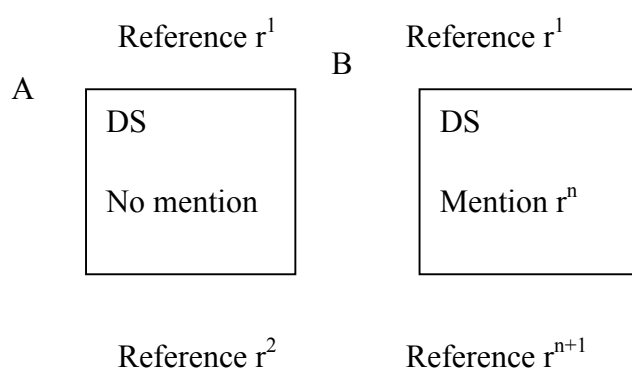 Reference r¹
A
DS
No mention
Reference r²
Reference r¹
B
DS
Mention rⁿ
Reference rⁿ⁺¹